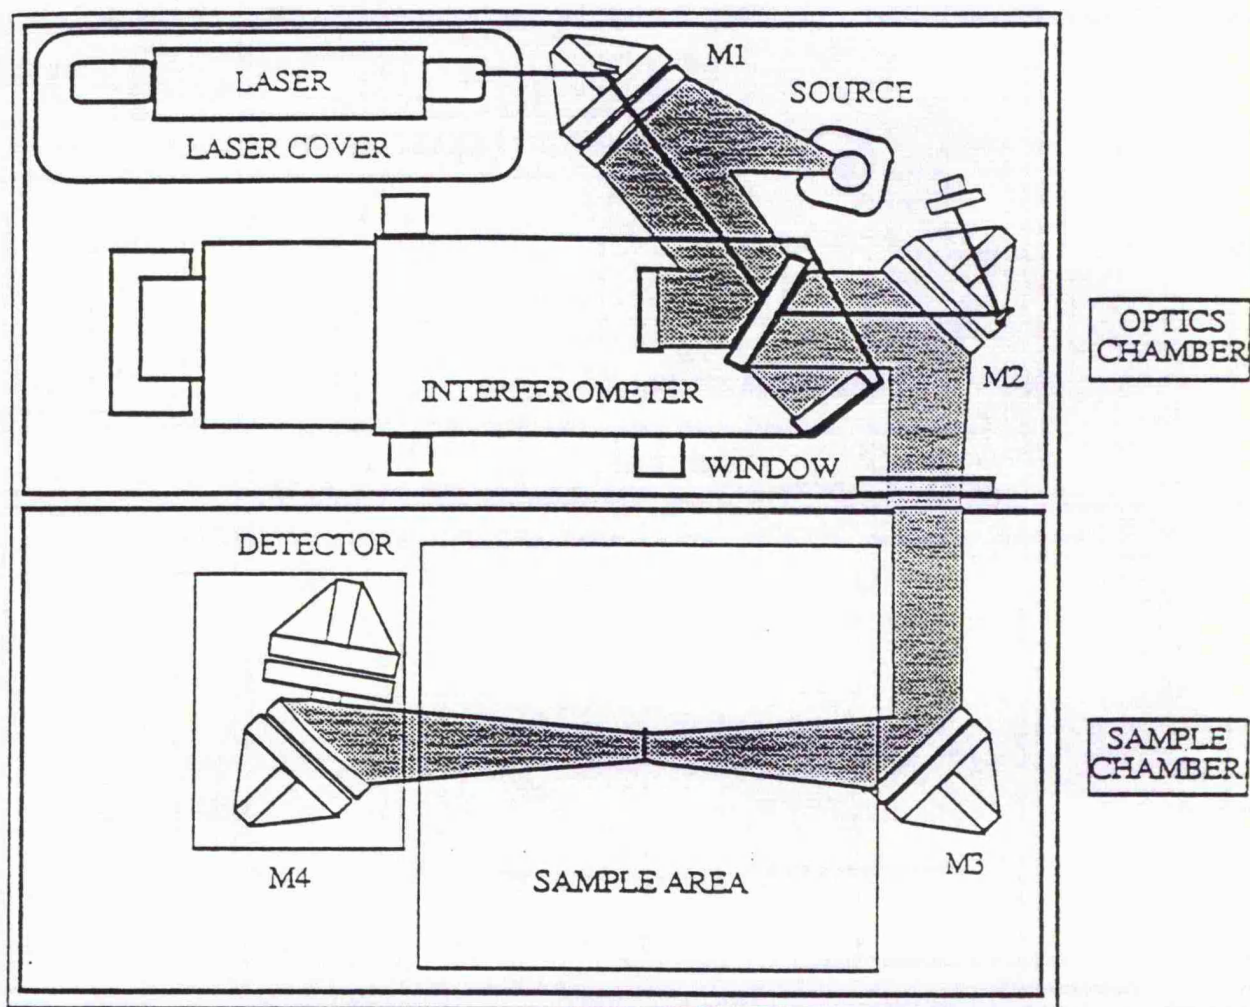 M1
LASER
SOURCE
LASER COVER
OPTICS
CHAMBER
M2
INTERFEROMETER
WINDOW
DETECTOR
SAMPLE
CHAMBER
M3
M4
SAMPLE AREA